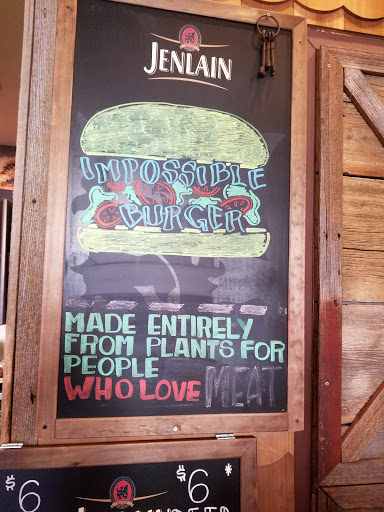 JENLAIN
IMPOSSIBLE
BURGER
MADE ENTIRELY
FROM PLANTS FOR
PEOPLE
WHO LOVE MEAT
$6 $6